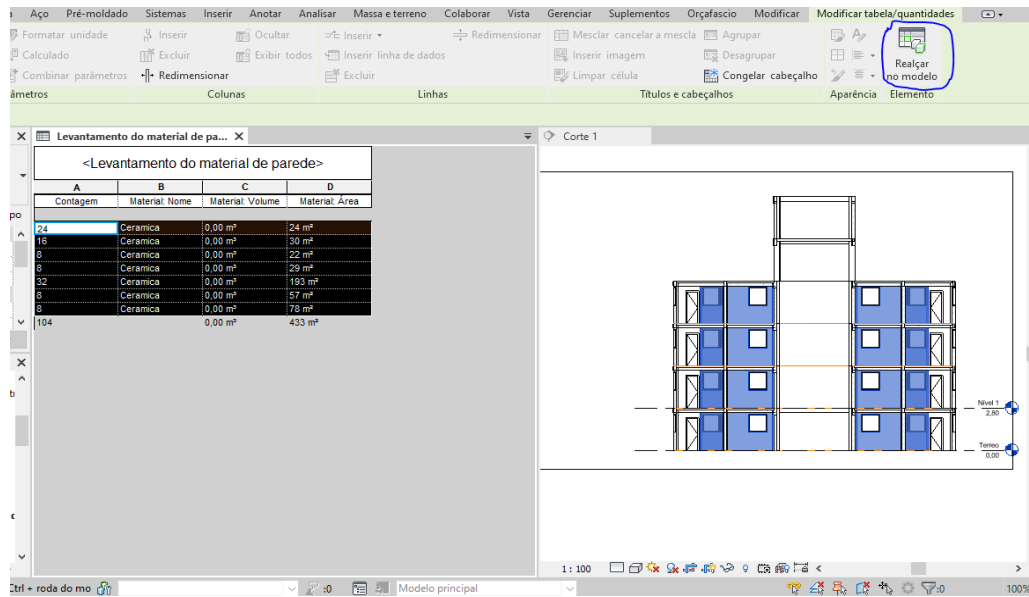 Aço Pré-moldado Sistemas Inserir Anotar Analisar Massa e terreno Colaborar Vista Gerenciar Suplementos Orçafascio Modificar Modificar tabela/quantidades
Formatar unidade Inserir Ocultar Inserir Redimensionar Mesclar cancelar a mescla Agrupar
Calculado Excluir Exibir todos Inserir linha de dados Inserir imagem Desagrupar
Combinar parâmetros Redimensionar Excluir Limpar célula Congelar cabeçalho
Realçar
no modelo
Colunas Linhas Títulos e cabeçalhos Aparência Elemento
Levantamento do material de pa... Corte 1
<Levantamento do material de parede>
A B C D
Contagem Material: Nome Material: Volume Material: Área
24 Ceramica 0,00 m³ 24 m²
16 Ceramica 0,00 m³ 30 m²
8 Ceramica 0,00 m³ 22 m²
8 Ceramica 0,00 m³ 29 m²
32 Ceramica 0,00 m³ 193 m²
8 Ceramica 0,00 m³ 57 m²
8 Ceramica 0,00 m³ 78 m²
104 0,00 m³ 433 m²
Nível 1
2,80
Terreo
0,00
1 : 100
Ctrl + roda do mo :0 Modelo principal :0 100%